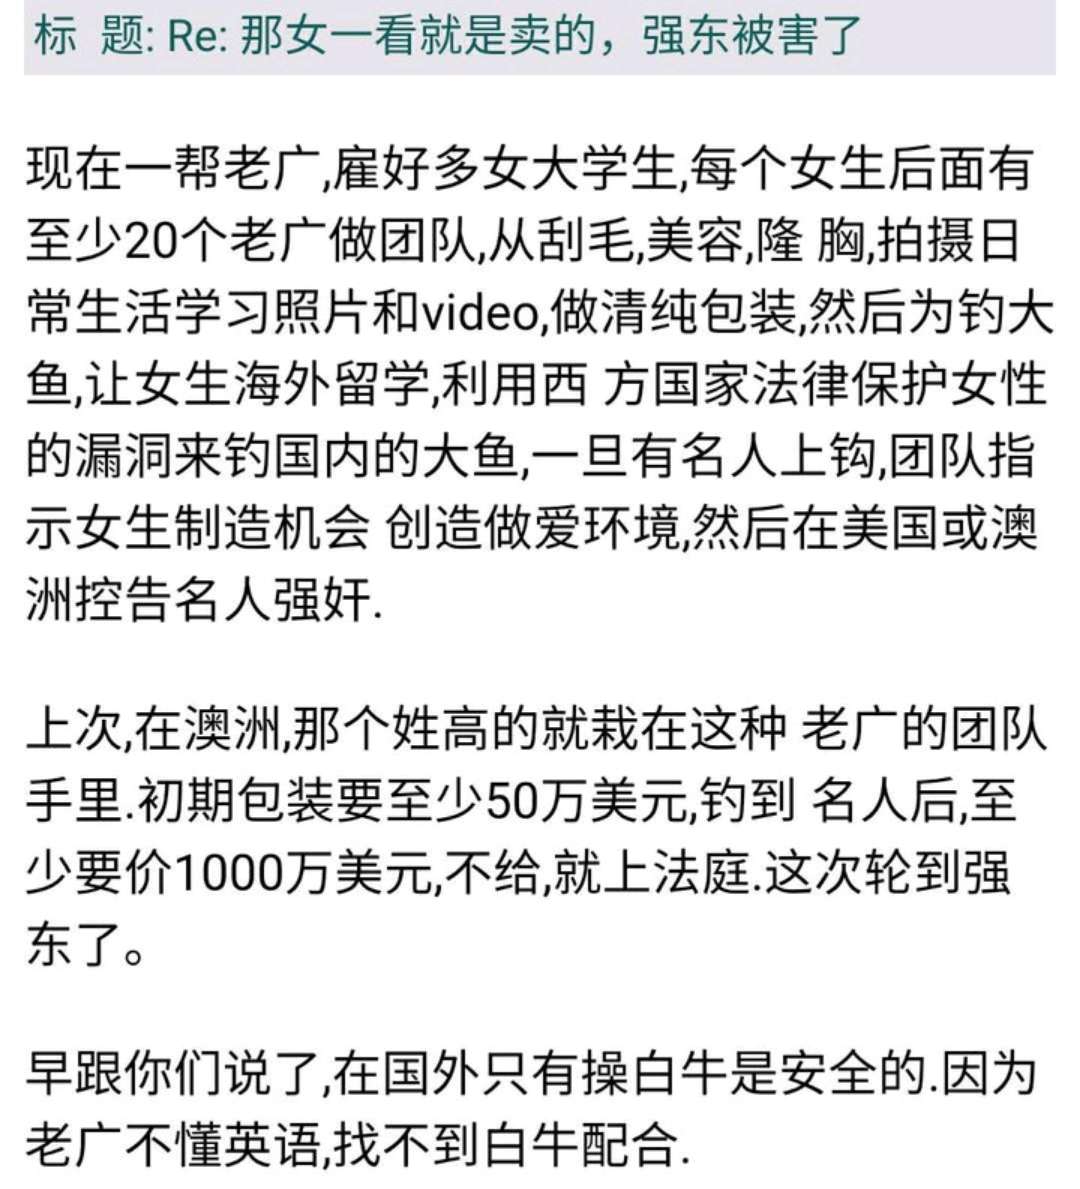 标 题: Re: 那女一看就是卖的，强东被害了
现在一帮老广,雇好多女大学生,每个女生后面有
至少20个老广做团队,从刮毛,美容,隆 胸,拍摄日
常生活学习照片和video,做清纯包装,然后为钓大
鱼,让女生海外留学,利用西 方国家法律保护女性
的漏洞来钓国内的大鱼,一旦有名人上钩,团队指
示女生制造机会 创造做爱环境,然后在美国或澳
洲控告名人强奸.
上次,在澳洲,那个姓高的就栽在这种 老广的团队
手里.初期包装要至少50万美元,钓到 名人后,至
少要价1000万美元,不给,就上法庭.这次轮到强
东了。
早跟你们说了,在国外只有操白牛是安全的.因为
老广不懂英语,找不到白牛配合.